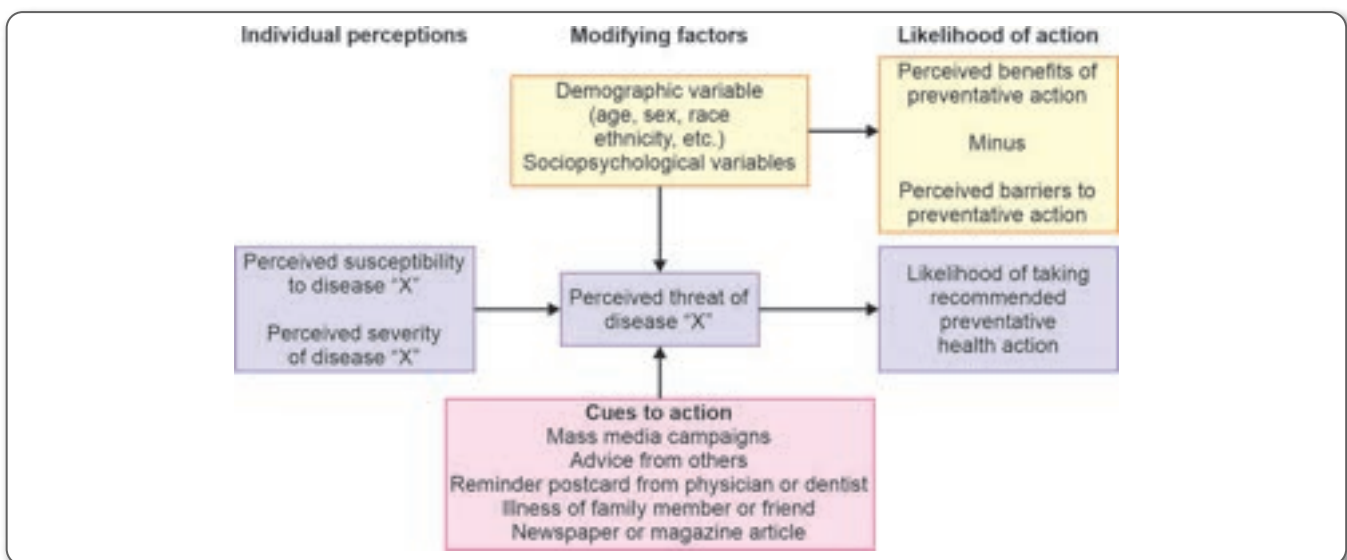 Individual perceptions
Modifying factors
Likelihood of action
Demographic variable
(age, sex, race
ethnicity, etc.)
Sociopsychological variables
Perceived benefits of
preventative action
Minus
Perceived barriers to
preventative action
Perceived susceptibility
to disease “X”
Perceived severity
of disease “X”
Perceived threat of
disease “X”
Likelihood of taking
recommended
preventative
health action
Cues to action
Mass media campaigns
Advice from others
Reminder postcard from physician or dentist
Illness of family member or friend
Newspaper or magazine article